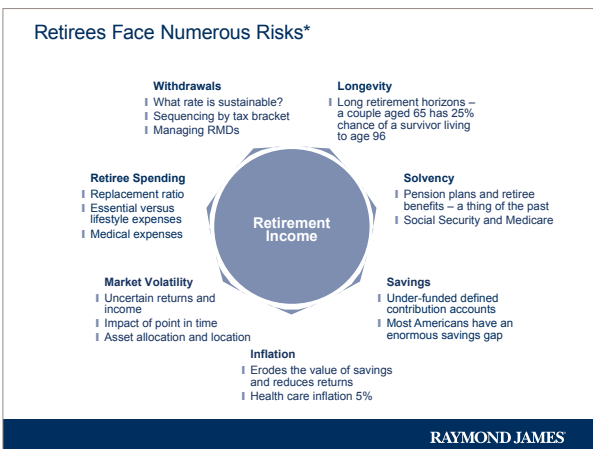 Retirees Face Numerous Risks*
Withdrawals
What rate is sustainable?
Sequencing by tax bracket
Managing RMDs
Longevity
Long retirement horizons –
a couple aged 65 has 25%
chance of a survivor living
to age 96
Retiree Spending
Replacement ratio
Essential versus
lifestyle expenses
Medical expenses
Retirement
Income
Solvency
Pension plans and retiree
benefits – a thing of the past
Social Security and Medicare
Market Volatility
Uncertain returns and
income
Impact of point in time
Asset allocation and location
Savings
Under-funded defined
contribution accounts
Most Americans have an
enormous savings gap
Inflation
Erodes the value of savings
and reduces returns
Health care inflation 5%
RAYMOND JAMES